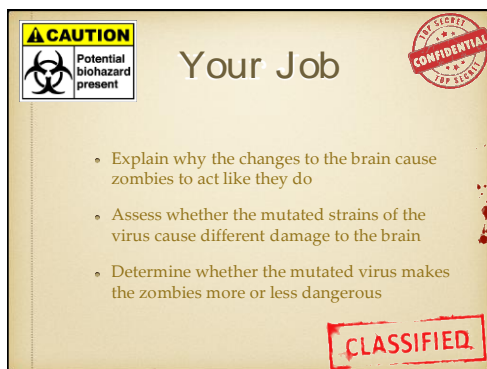 CAUTION
Potential
biohazard
present
Your Job
TOP SECRET
CONFIDENTIAL
TOP SECRET
Explain why the changes to the brain cause
zombies to act like they do
Assess whether the mutated strains of the
virus cause different damage to the brain
Determine whether the mutated virus makes
the zombies more or less dangerous
CLASSIFIED